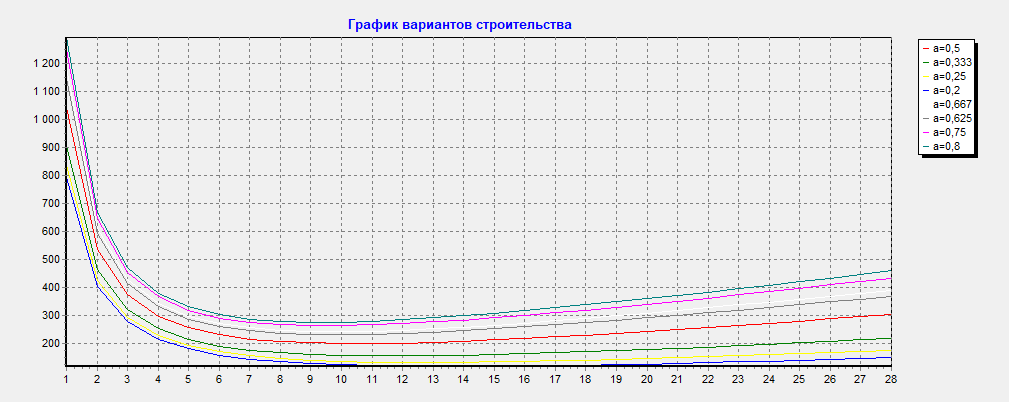 График вариантов строительства
1 200
1 100
1 000
900
800
700
600
500
400
300
200
1 2 3 4 5 6 7 8 9 10 11 12 13 14 15 16 17 18 19 20 21 22 23 24 25 26 27 28
a=0,5
a=0,333
a=0,25
a=0,2
a=0,667
a=0,625
a=0,75
a=0,8